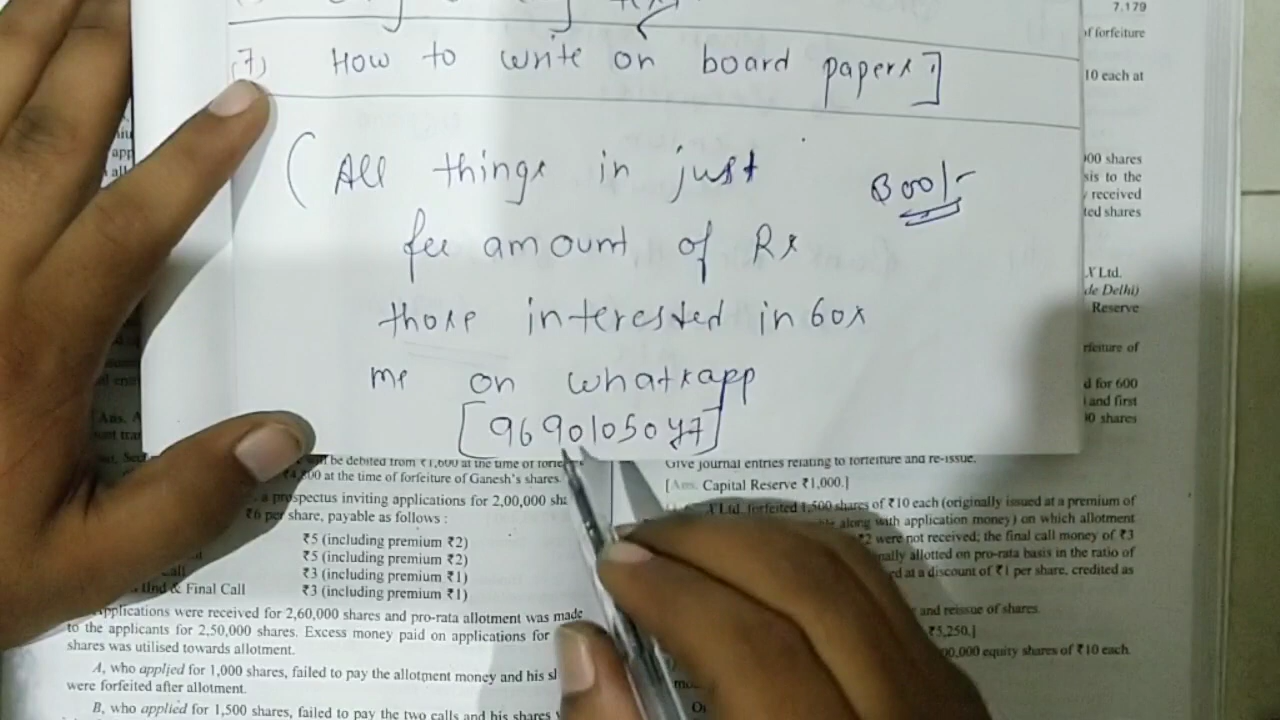 7.179
of forfeiture
(7) How to write on board papers]
10 each at
(All things in just 300/-
fee amount of Rs
those interested in box
me on whatsapp
[9690105047]
00 shares
sis to the
received
ted shares
X Ltd.
de Delhi)
Reserve
feiture of
d for 600
and first
00 shares
be debited from ₹1,600 at the time of
₹4,800 at the time of forfeiture of Ganesh's shares.
a prospectus inviting applications for 2,00,000
₹6 per share, payable as follows :
₹5 (including premium ₹2)
₹5 (including premium ₹2)
Call ₹3 (including premium ₹1)
& Final Call ₹3 (including premium ₹1)
Applications were received for 2,60,000 shares and pro-rata allotment was made
to the applicants for 2,50,000 shares. Excess money paid on applications for
shares was utilised towards allotment.
A, who applied for 1,000 shares, failed to pay the allotment money and his
were forfeited after allotment.
B, who applied for 1,500 shares, failed to pay the two calls and his shares
Give journal entries relating to forfeiture and re-issue.
[Ans. Capital Reserve ₹1,000.]
X Ltd. forfeited 1,500 shares of ₹10 each (originally issued at a premium of
along with application money) on which allotment
₹2 were not received; the final call money of ₹3
nally allotted on pro-rata basis in the ratio of
ed at a discount of ₹1 per share, credited as
and reissue of shares.
₹5,250.]
00,000 equity shares of ₹10 each